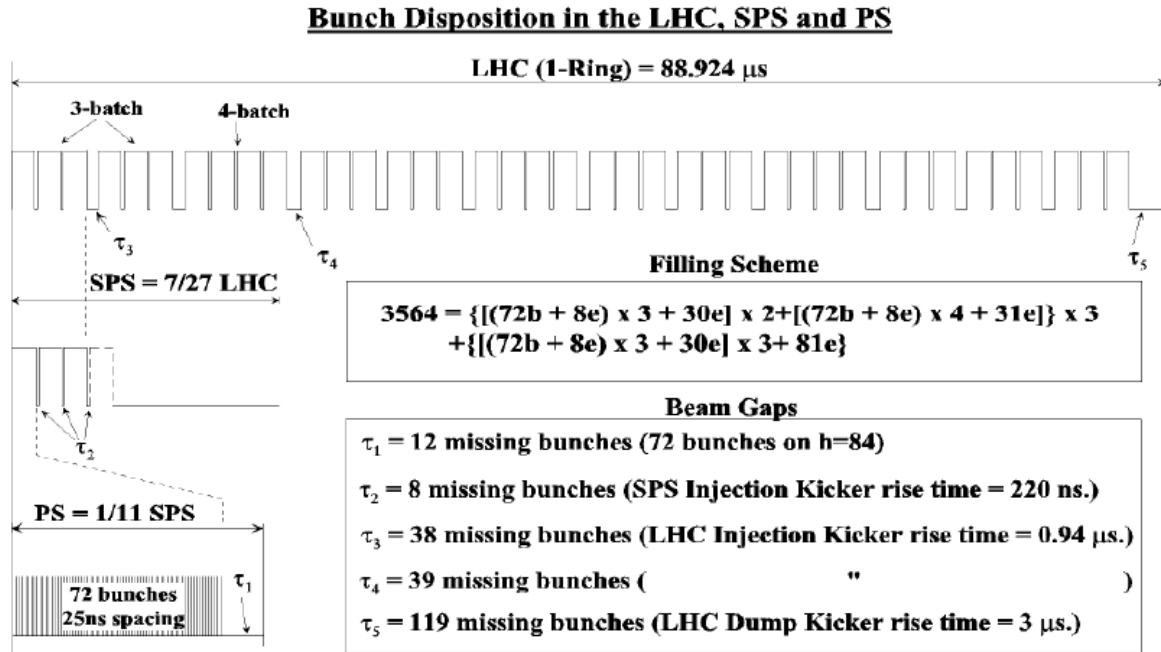 Bunch Disposition in the LHC, SPS and PS
LHC (1-Ring) = 88.924 μs
3-batch
4-batch
τ3
τ4
τ5
SPS = 7/27 LHC
Filling Scheme
3564 = {[(72b + 8e) x 3 + 30e] x 2+[(72b + 8e) x 4 + 31e]} x 3
+{[(72b + 8e) x 3 + 30e] x 3+ 81e}
τ2
Beam Gaps
τ1 = 12 missing bunches (72 bunches on h=84)
τ2 = 8 missing bunches (SPS Injection Kicker rise time = 220 ns.)
τ3 = 38 missing bunches (LHC Injection Kicker rise time = 0.94 μs.)
τ4 = 39 missing bunches ( " )
τ5 = 119 missing bunches (LHC Dump Kicker rise time = 3 μs.)
PS = 1/11 SPS
τ1
72 bunches
25ns spacing